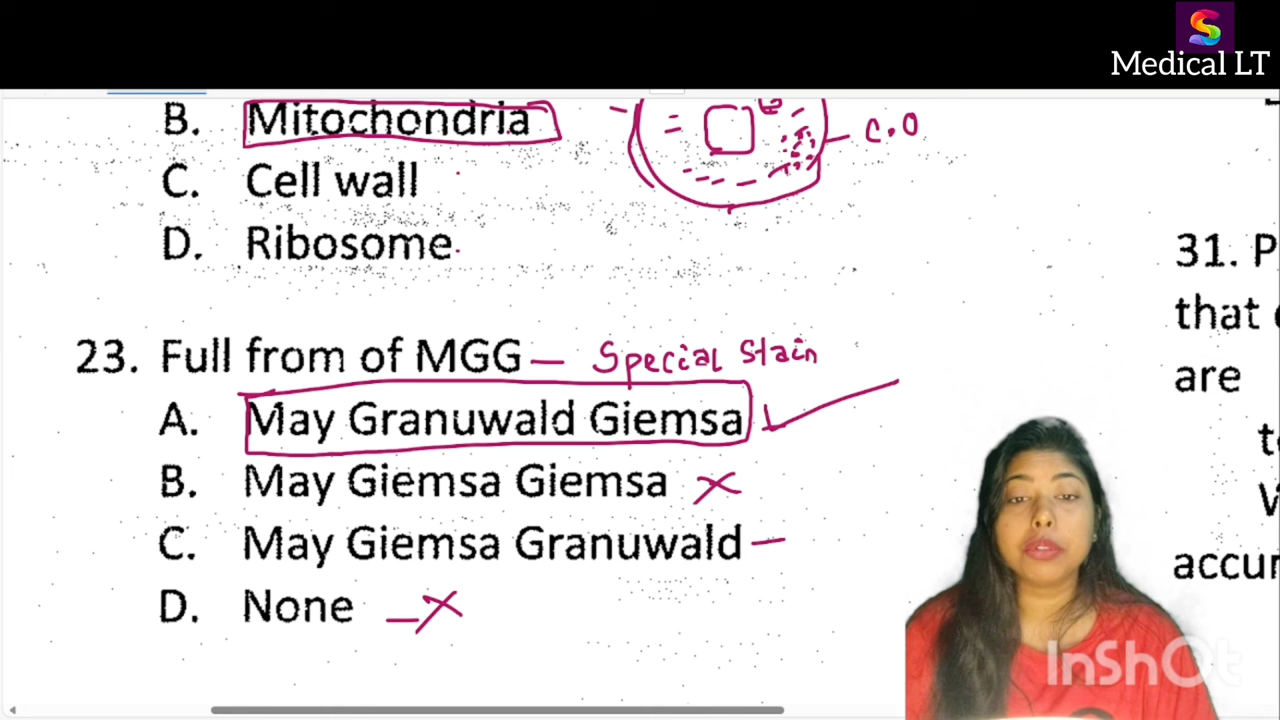 Medical LT
B. Mitochondria
C.O
C. Cell wall
D. Ribosome
23. Full from of MGG — Special Stain
A. May Granuwald Giemsa
B. May Giemsa Giemsa
C. May Giemsa Granuwald
D. None
31. P
that
are
accur
InShOt